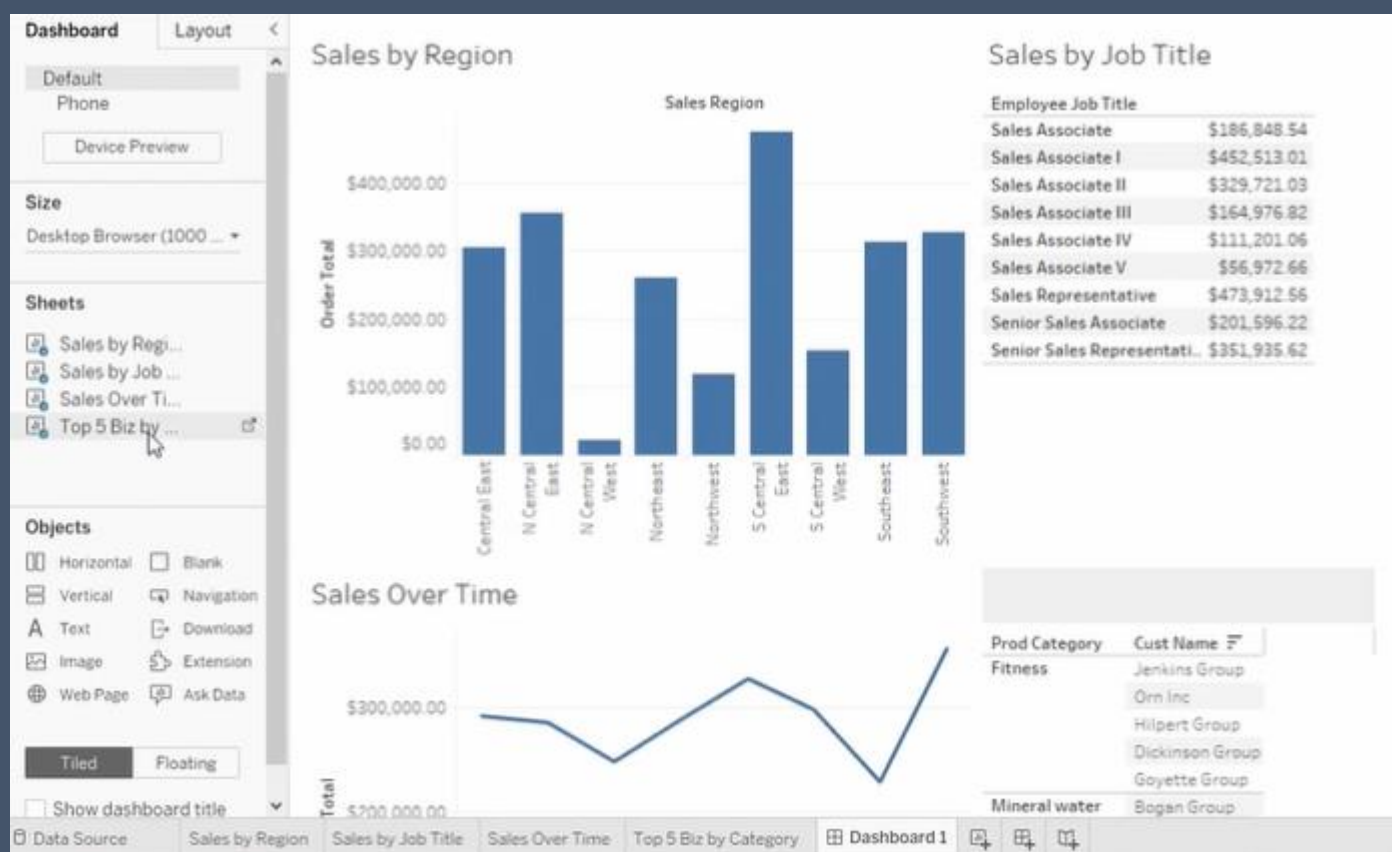 Dashboard
Layout
Default
Phone
Device Preview
Size
Desktop Browser (1000 ...
Sheets
Sales by Regi...
Sales by Job ...
Sales Over Ti...
Top 5 Biz by ...
Objects
Horizontal
Blank
Vertical
Navigation
Text
Download
Image
Extension
Web Page
Ask Data
Tiled
Floating
Show dashboard title
Sales by Region
Sales Region
Order Total
$400,000.00
$300,000.00
$200,000.00
$100,000.00
$0.00
Central East
N Central
East
N Central
West
Northeast
Northwest
S Central
East
S Central
West
Southeast
Southwest
Sales by Job Title
Employee Job Title
Sales Associate $186,848.54
Sales Associate I $452,513.01
Sales Associate II $329,721.03
Sales Associate III $164,976.82
Sales Associate IV $111,201.06
Sales Associate V $56,972.66
Sales Representative $473,912.56
Senior Sales Associate $201,596.22
Senior Sales Representati.. $351,935.62
Sales Over Time
$300,000.00
$200,000.00
Total
Prod Category Cust Name
Fitness Jenkins Group
Orn Inc
Hilpert Group
Dickinson Group
Goyette Group
Mineral water Bogan Group
Data Source
Sales by Region
Sales by Job Title
Sales Over Time
Top 5 Biz by Category
Dashboard 1